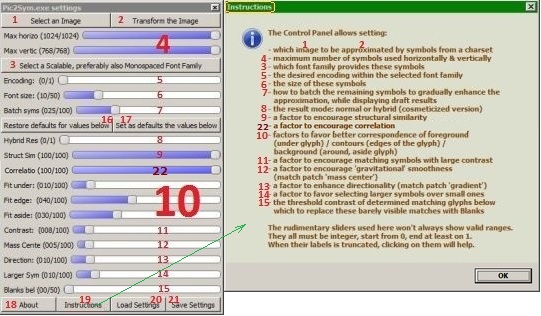 Pic2Sym.exe settings
1 Select an Image 2 Transform the Image
Max horizo (1024/1024)
Max vertic (768/768)
4
3 Select a Scalable, preferably also Monospaced Font Family
Encoding: (0/1) 5
Font size: (10/50) 6
Batch syms (025/100) 7
16 17
Restore defaults for values below Set as defaults the values below
Hybrid Res (0/1) 8
Struct Sim (100/100) 9
Correlatio (100/100) 22
Fit under: (010/100)
Fit edge: (040/100)
Fit aside: (030/100)
10
Contrast: (008/100) 11
Mass Cente (005/100) 12
Direction: (010/100) 13
Larger Sym (010/100) 14
Blanks bel (00/50) 15
19 20 21
18 About Instructions Load Settings Save Settings
Instructions
The Control Panel allows setting:
1 2
- which image to be approximated by symbols from a charset
4 - maximum number of symbols used horizontally & vertically
3 - which font family provides these symbols
5 - the desired encoding within the selected font family
6 - the size of these symbols
7 - how to batch the remaining symbols to gradually enhance
the approximation, while displaying draft results
8 - the result mode: normal or hybrid (cosmeticized version)
9 - a factor to encourage structural similarity
22 - a factor to encourage correlation
10 - factors to favor better correspondence of foreground
(under glyph) / contours (edges of the glyph) /
background (around, aside glyph)
11 - a factor to encourage matching symbols with large contrast
12 - a factor to encourage 'gravitational' smoothness
(match patch 'mass center')
13 - a factor to enhance directionality (match patch 'gradient')
14 - a factor to favor selecting larger symbols over small ones
15 - the threshold contrast of determined matching glyphs below
which to replace these barely visible matches with Blanks
The rudimentary sliders used here won't always show valid ranges.
They all must be integer, start from 0, end at least on 1.
When their labels is truncated, clicking on them will help.
OK